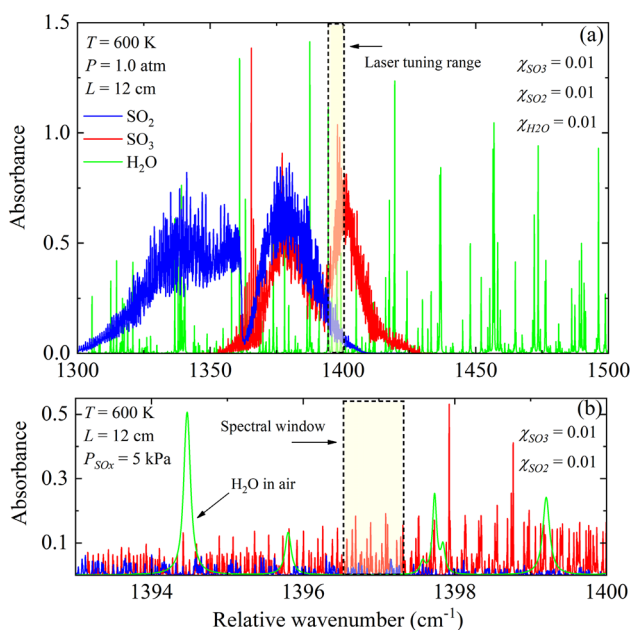 1.5
1.0
0.5
0.0
Absorbance
T = 600 K
P = 1.0 atm
L = 12 cm
SO2
SO3
H2O
(a)
Laser tuning range
χSO3 = 0.01
χSO2 = 0.01
χH2O = 0.01
1300 1350 1400 1450 1500
0.5
0.3
0.1
Absorbance
T = 600 K
L = 12 cm
PSOx = 5 kPa
H2O in air
Spectral window
(b)
χSO3 = 0.01
χSO2 = 0.01
1394 1396 1398 1400
Relative wavenumber (cm-1)